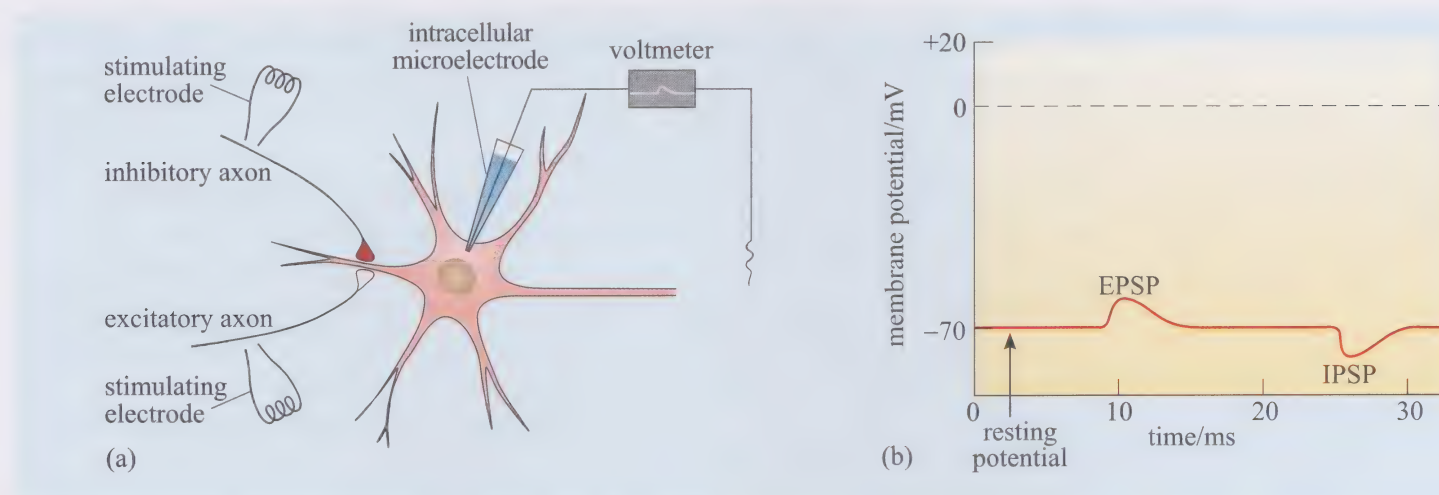 stimulating
electrode
inhibitory axon
excitatory axon
stimulating
electrode
(a)
intracellular
microelectrode
voltmeter
membrane potential/mV
+20
0
–70
EPSP
IPSP
0
10
20
30
resting
potential
time/ms
(b)